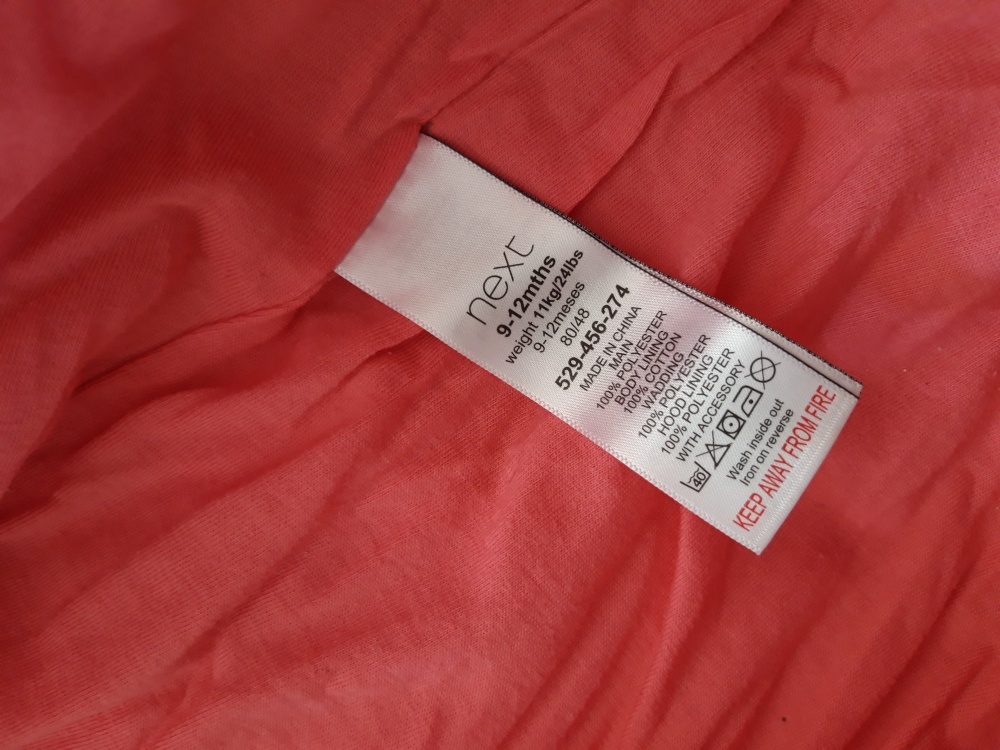 next
9-12mths
weight 11kg/24lbs
9-12meses
80/48
529-456-274
MADE IN CHINA
MAIN
100% POLYESTER
BODY LINING
100% COTTON
WADDING
100% POLYESTER
HOOD LINING
100% POLYESTER
WITH ACCESSORY
40
Wash inside out
Iron on reverse
KEEP AWAY FROM FIRE